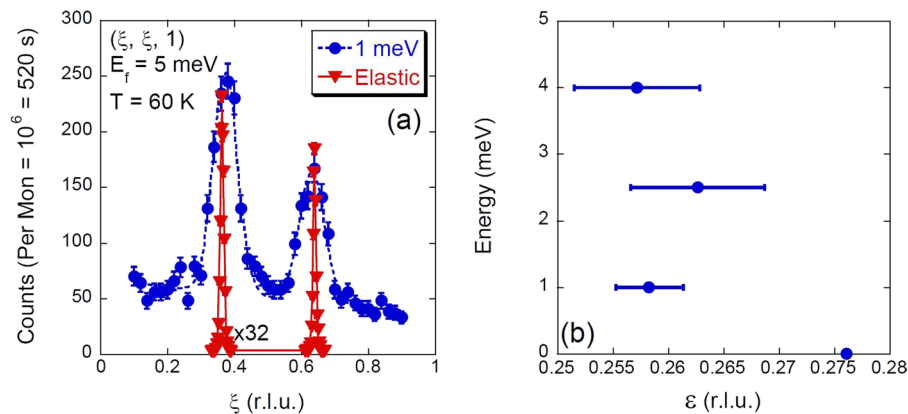 300
250
200
150
100
50
0
Counts (Per Mon = 10⁶ = 520 s)
(ξ, ξ, 1)
E_f = 5 meV
T = 60 K
1 meV
Elastic
(a)
x32
0 0.2 0.4 0.6 0.8 1
ξ (r.l.u.)
5
4
3
2
1
0
Energy (meV)
(b)
0.25 0.255 0.26 0.265 0.27 0.275 0.28
ε (r.l.u.)